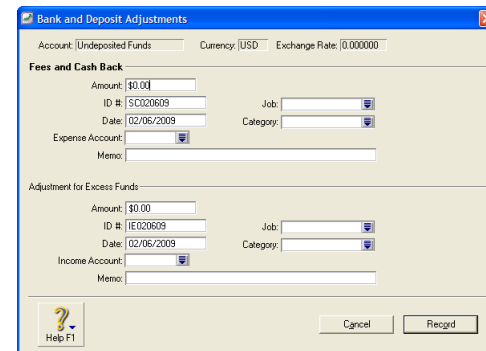 Bank and Deposit Adjustments
Account: Undeposited Funds Currency: USD Exchange Rate: 0.000000
Fees and Cash Back
Amount: $0.00
ID #: SC020609 Job:
Date: 02/06/2009 Category:
Expense Account:
Memo:
Adjustment for Excess Funds
Amount: $0.00
ID #: IE020609 Job:
Date: 02/06/2009 Category:
Income Account:
Memo:
Help F1 Cancel Record